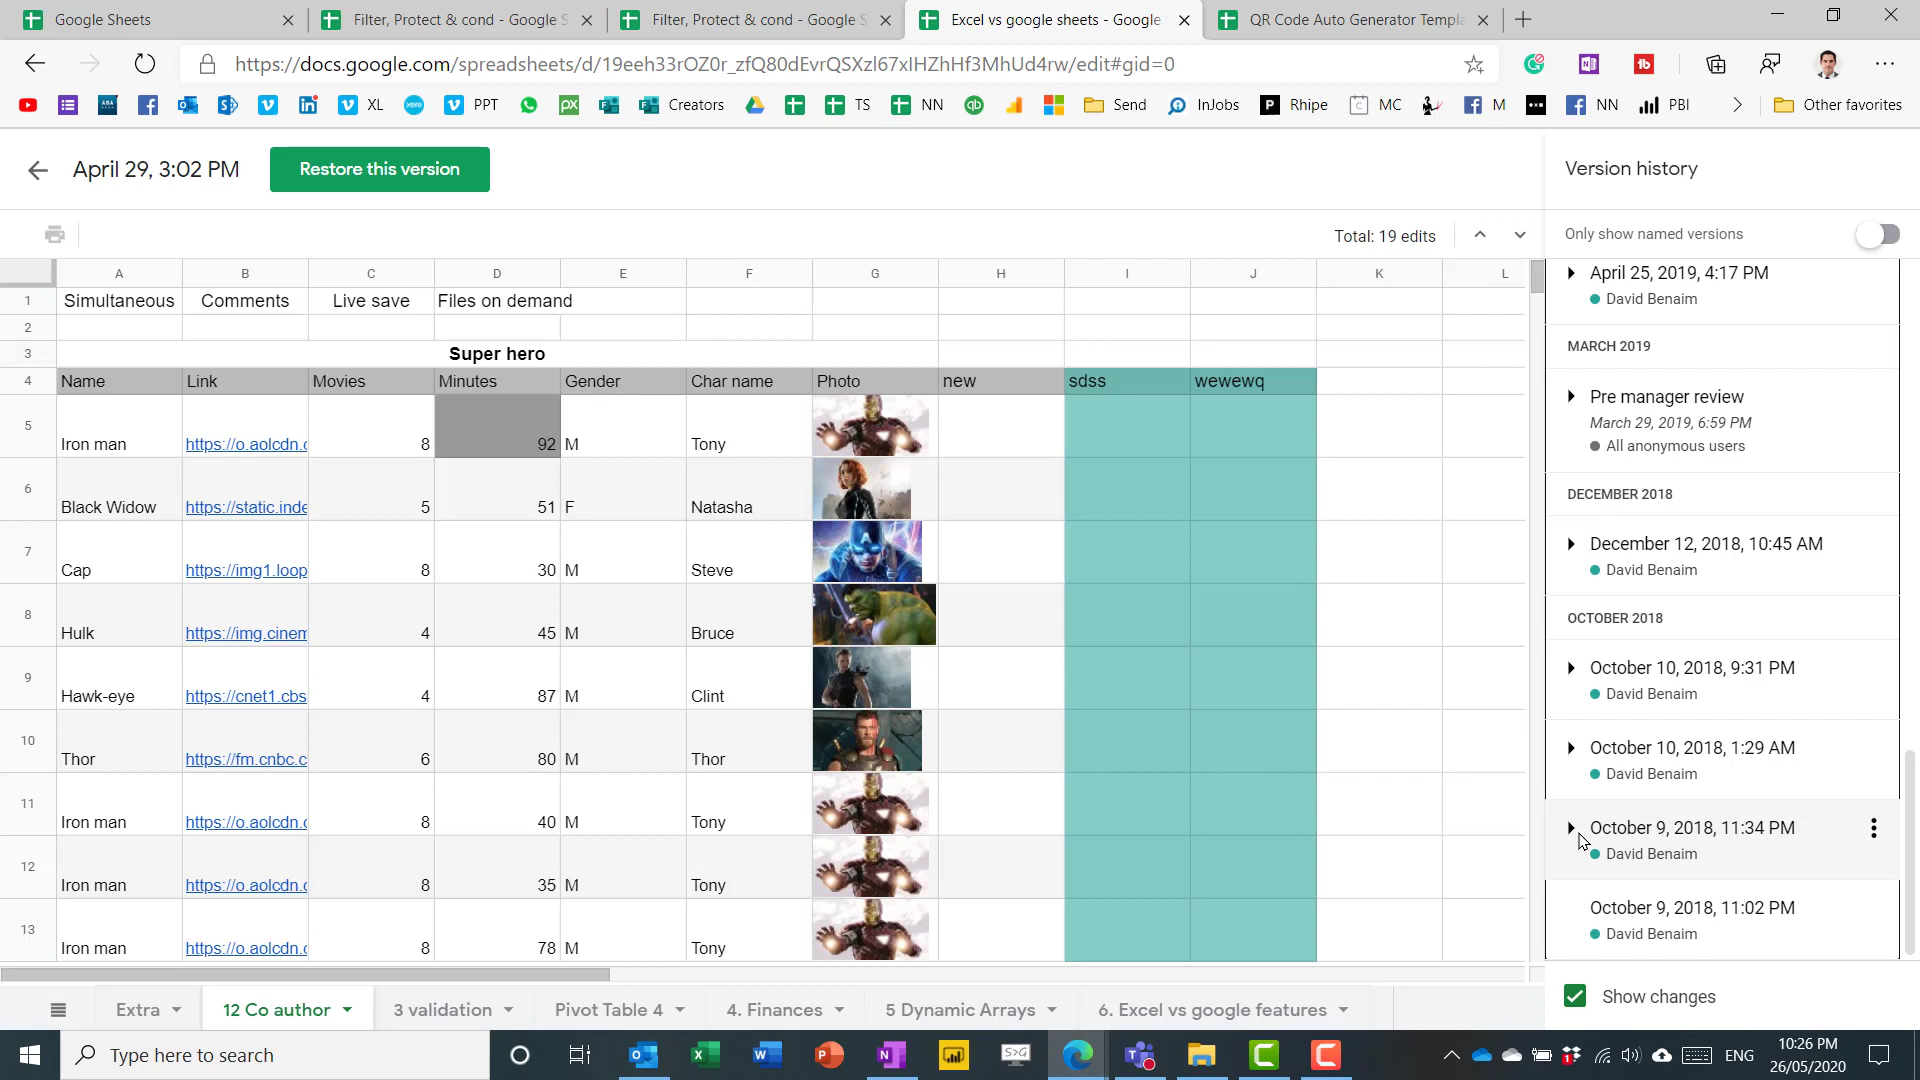 Google Sheets
Filter, Protect & cond - Google S
Filter, Protect & cond - Google S
Excel vs google sheets - Google
QR Code Auto Generator Templa
https://docs.google.com/spreadsheets/d/19eeh33rOZ0r_zfQ80dEvrQSXzl67xIHZhHf3MhUd4rw/edit#gid=0
XL
PPT
Creators
TS
NN
Send
InJobs
Rhipe
MC
M
NN
PBI
Other favorites
April 29, 3:02 PM
Restore this version
Version history
Total: 19 edits
Only show named versions
A B C D E F G H I J K L
1 Simultaneous Comments Live save Files on demand
2
3 Super hero
4 Name Link Movies Minutes Gender Char name Photo new sdss wewewq
5 Iron man https://o.aolcdn.c 8 92 M Tony
6 Black Widow https://static.inde 5 51 F Natasha
7 Cap https://img1.loop 8 30 M Steve
8 Hulk https://img.cinem 4 45 M Bruce
9 Hawk-eye https://cnet1.cbs 4 87 M Clint
10 Thor https://fm.cnbc.c 6 80 M Thor
11 Iron man https://o.aolcdn.c 8 40 M Tony
12 Iron man https://o.aolcdn.c 8 35 M Tony
13 Iron man https://o.aolcdn.c 8 78 M Tony
April 25, 2019, 4:17 PM
David Benaim
MARCH 2019
Pre manager review
March 29, 2019, 6:59 PM
All anonymous users
DECEMBER 2018
December 12, 2018, 10:45 AM
David Benaim
OCTOBER 2018
October 10, 2018, 9:31 PM
David Benaim
October 10, 2018, 1:29 AM
David Benaim
October 9, 2018, 11:34 PM
David Benaim
October 9, 2018, 11:02 PM
David Benaim
Show changes
Extra
12 Co author
3 validation
Pivot Table 4
4. Finances
5 Dynamic Arrays
6. Excel vs google features
Type here to search
ENG
10:26 PM
26/05/2020